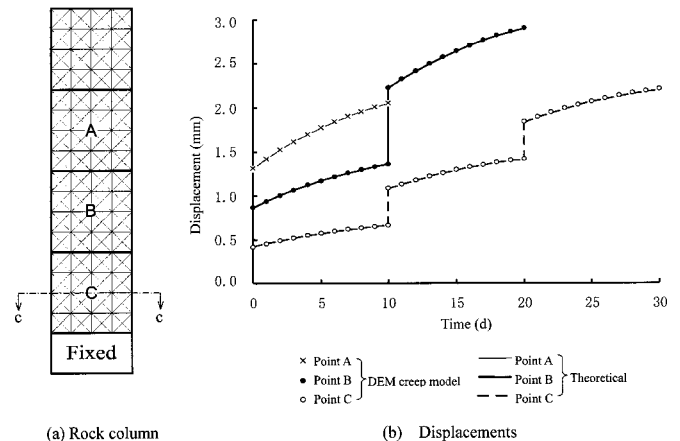 A
B
C
c
c
Fixed
(a) Rock column
3.0
2.5
2.0
1.5
1.0
0.5
0.0
Displacement (mm)
0
5
10
15
20
25
30
Time (d)
× Point A
• Point B
○ Point C
DEM creep model
Point A
Point B
Point C
Theoretical
(b) Displacements